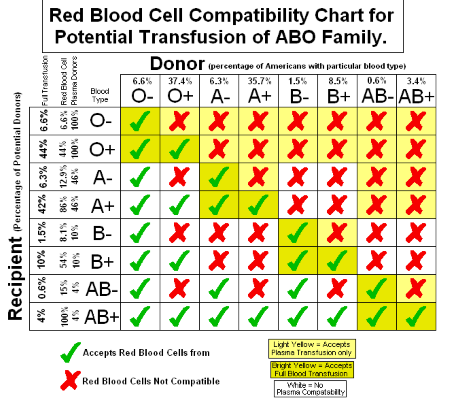 Red Blood Cell Compatibility Chart for
Potential Transfusion of ABO Family.
Donor (percentage of Americans with particular blood type)
Recipient (Percentage of Potential Donors)
Full Transfusion
Red Blood Cell
Plasma Donors
Blood
Type
6.6% 37.4% 6.3% 35.7% 1.5% 8.5% 0.6% 3.4%
O- O+ A- A+ B- B+ AB- AB+
6.6% 6.6% 100% O-
44% 44% 100% O+
6.3% 12.9% 46% A-
42% 86% 46% A+
1.5% 8.1% 10% B-
10% 54% 10% B+
0.6% 15% 4% AB-
4% 100% 4% AB+
Accepts Red Blood Cells from
Red Blood Cells Not Compatible
Light Yellow = Accepts
Plasma Transfusion only
Bright Yellow = Accepts
Full Blood Transfusion
White = No
Plasma Compatability